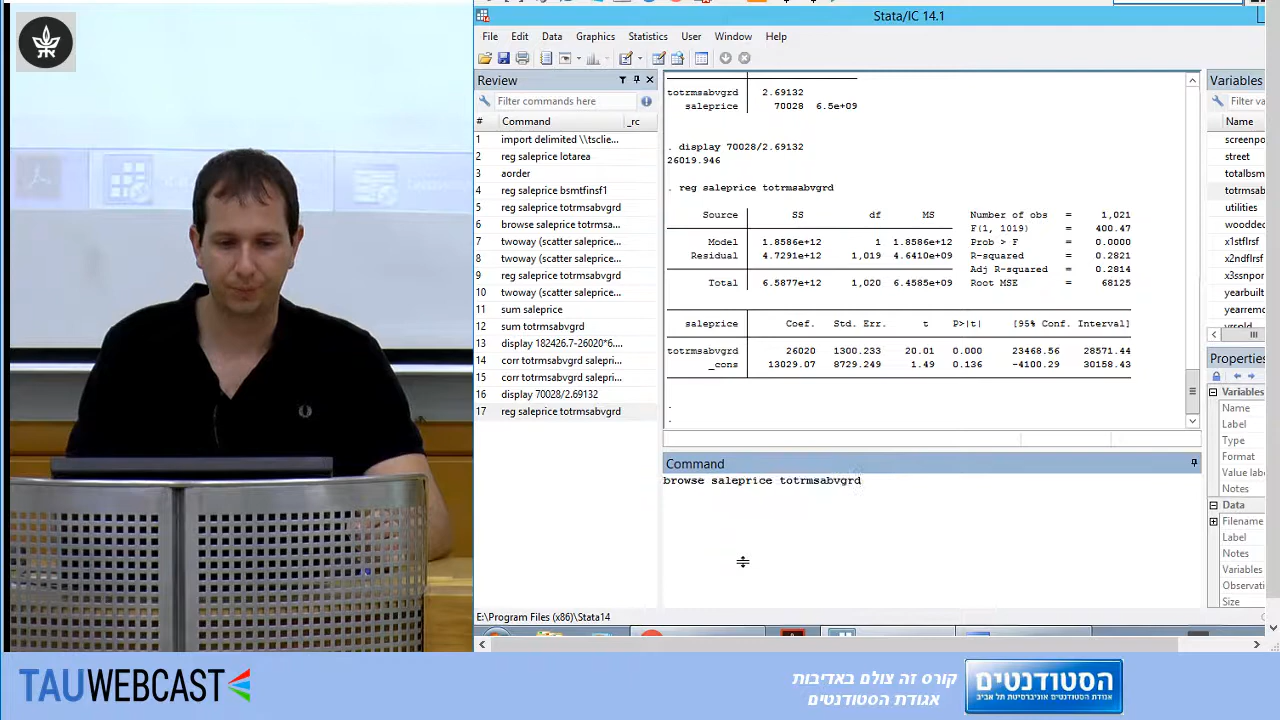 Stata/IC 14.1
File Edit Data Graphics Statistics User Window Help
Review
Filter commands here
# Command _rc
1 import delimited \\tsclie...
2 reg saleprice lotarea
3 aorder
4 reg saleprice bsmtfinsf1
5 reg saleprice totrmsabvgrd
6 browse saleprice totrmsa...
7 twoway (scatter saleprice...
8 twoway (scatter saleprice...
9 reg saleprice totrmsabvgrd
10 twoway (scatter saleprice...
11 sum saleprice
12 sum totrmsabvgrd
13 display 182426.7-26020*6....
14 corr totrmsabvgrd salepri...
15 corr totrmsabvgrd salepri...
16 display 70028/2.69132
17 reg saleprice totrmsabvgrd
totrmsabvgrd 2.69132
saleprice 70028 6.5e+09
. display 70028/2.69132
26019.946
. reg saleprice totrmsabvgrd
Source SS df MS Number of obs = 1,021
F(1, 1019) = 400.47
Model 1.8586e+12 1 1.8586e+12 Prob > F = 0.0000
Residual 4.7291e+12 1,019 4.6410e+09 R-squared = 0.2821
Adj R-squared = 0.2814
Total 6.5877e+12 1,020 6.4585e+09 Root MSE = 68125
saleprice Coef. Std. Err. t P>|t| [95% Conf. Interval]
totrmsabvgrd 26020 1300.233 20.01 0.000 23468.56 28571.44
_cons 13029.07 8729.249 1.49 0.136 -4100.29 30158.43
.
.
Command
browse saleprice totrmsabvgrd
Variables
Filter va
Name
screenpo
street
totalbsm
totrmsab
utilities
woodded
x1stflrsf
x2ndflrsf
x3ssnpor
yearbuilt
yearremo
yrsold
Properties
Variables
Name
Label
Type
Format
Value labe
Notes
Data
Filename
Label
Notes
Variables
Observati
Size
E:\Program Files (x86)\Stata14
TAUWEBCAST
קורס זה צולם באדיבות
אגודת הסטודנטים
הסטודנטים
אגודת הסטודנטים אוניברסיטת תל אביב